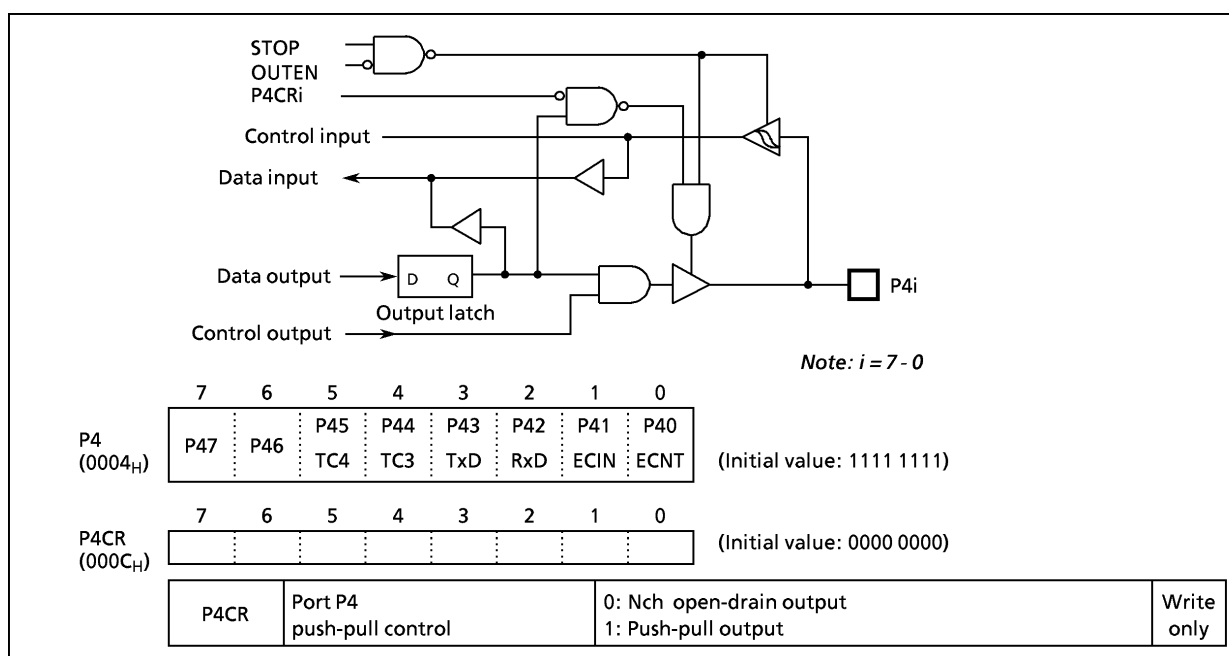 STOP
OUTEN
P4CRi
Control input
Data input
Data output
D Q
Output latch
Control output
P4i
Note: i = 7 - 0
7 6 5 4 3 2 1 0
P4
(0004H)
P47 P46 P45 P44 P43 P42 P41 P40
TC4 TC3 TxD RxD ECIN ECNT
(Initial value: 1111 1111)
7 6 5 4 3 2 1 0
P4CR
(000CH)
(Initial value: 0000 0000)
P4CR
Port P4
push-pull control
0: Nch open-drain output
1: Push-pull output
Write
only